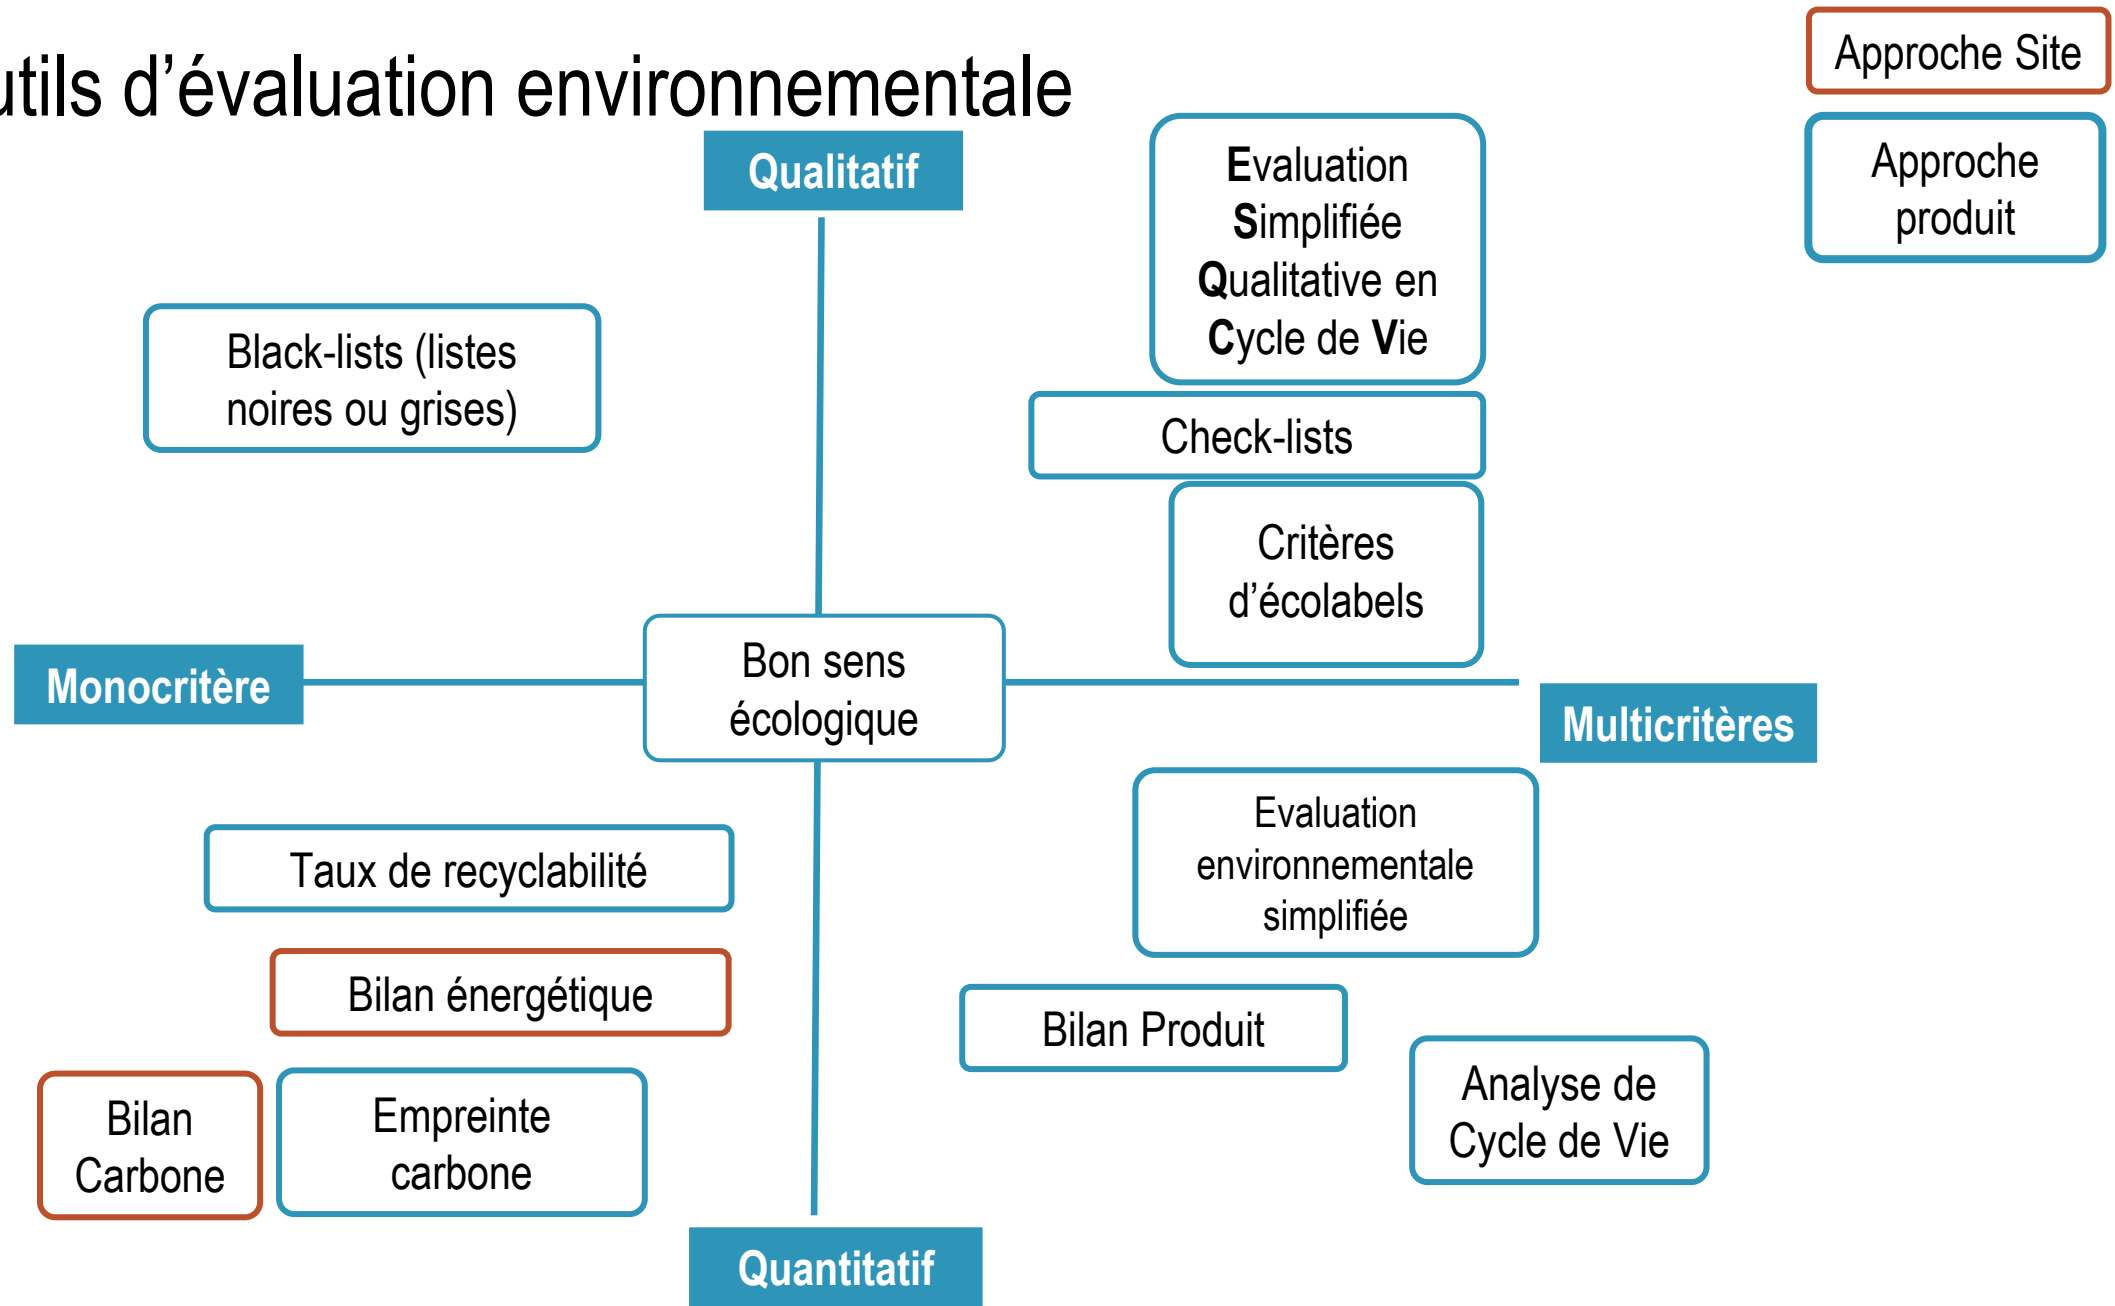 utils d’évaluation environnementale
Approche Site
Approche
produit
Qualitatif
Evaluation
Simplifiée
Qualitative en
Cycle de Vie
Black-lists (listes
noires ou grises)
Check-lists
Critères
d’écolabels
Monocritère
Bon sens
écologique
Multicritères
Taux de recyclabilité
Evaluation
environnementale
simplifiée
Bilan énergétique
Bilan Produit
Bilan
Carbone
Empreinte
carbone
Analyse de
Cycle de Vie
Quantitatif